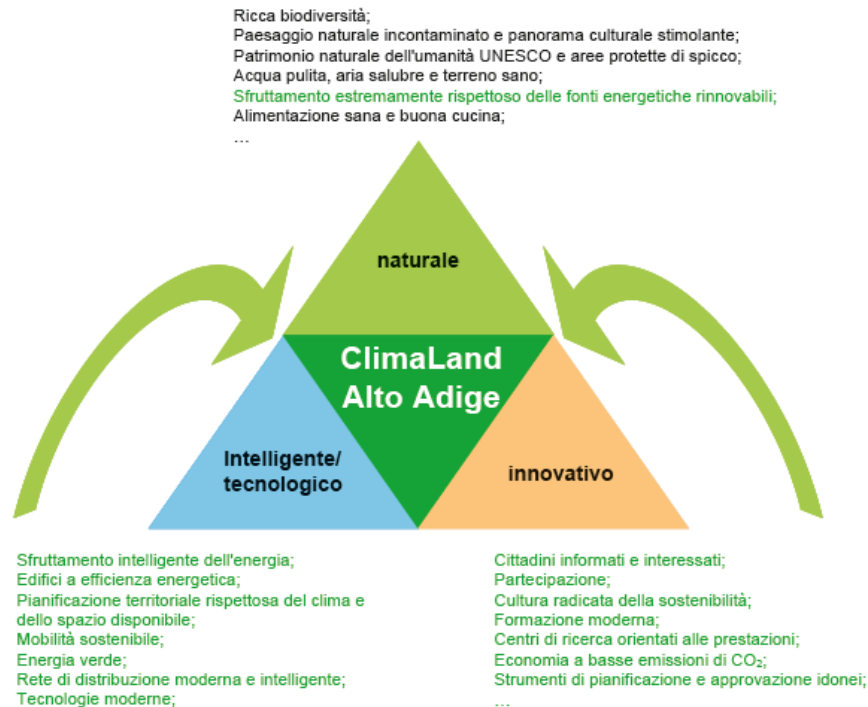 Ricca biodiversità;
Paesaggio naturale incontaminato e panorama culturale stimolante;
Patrimonio naturale dell'umanità UNESCO e aree protette di spicco;
Acqua pulita, aria salubre e terreno sano;
Sfruttamento estremamente rispettoso delle fonti energetiche rinnovabili;
Alimentazione sana e buona cucina;
...
naturale
ClimaLand
Alto Adige
Intelligente/
tecnologico
innovativo
Sfruttamento intelligente dell'energia;
Edifici a efficienza energetica;
Pianificazione territoriale rispettosa del clima e
dello spazio disponibile;
Mobilità sostenibile;
Energia verde;
Rete di distribuzione moderna e intelligente;
Tecnologie moderne;
Cittadini informati e interessati;
Partecipazione;
Cultura radicata della sostenibilità;
Formazione moderna;
Centri di ricerca orientati alle prestazioni;
Economia a basse emissioni di CO₂;
Strumenti di pianificazione e approvazione idonei;
...